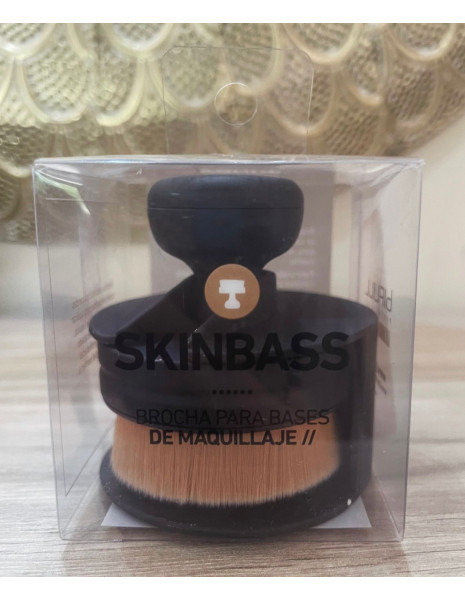 SKINBASS
BROCHA PARA BASES
DE MAQUILLAJE //